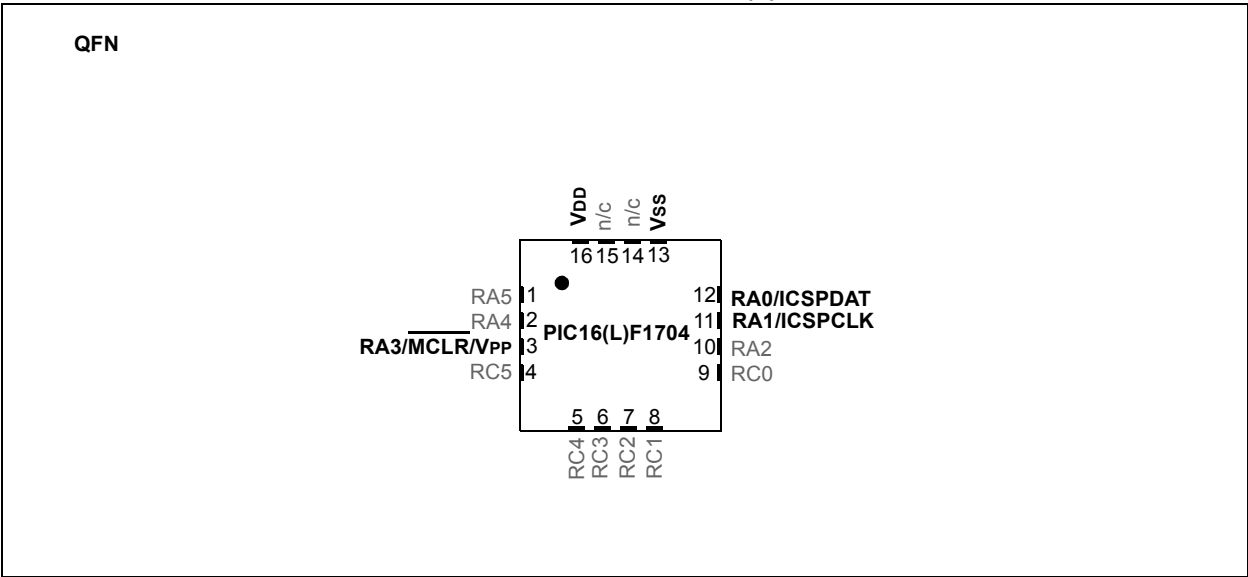 QFN
VDD
n/c
n/c
Vss
16 15 14 13
RA5 1
RA4 2
RA3/MCLR/VPP 3
RC5 4
PIC16(L)F1704
12 RA0/ICSPDAT
11 RA1/ICSPCLK
10 RA2
9 RC0
5 6 7 8
RC4
RC3
RC2
RC1